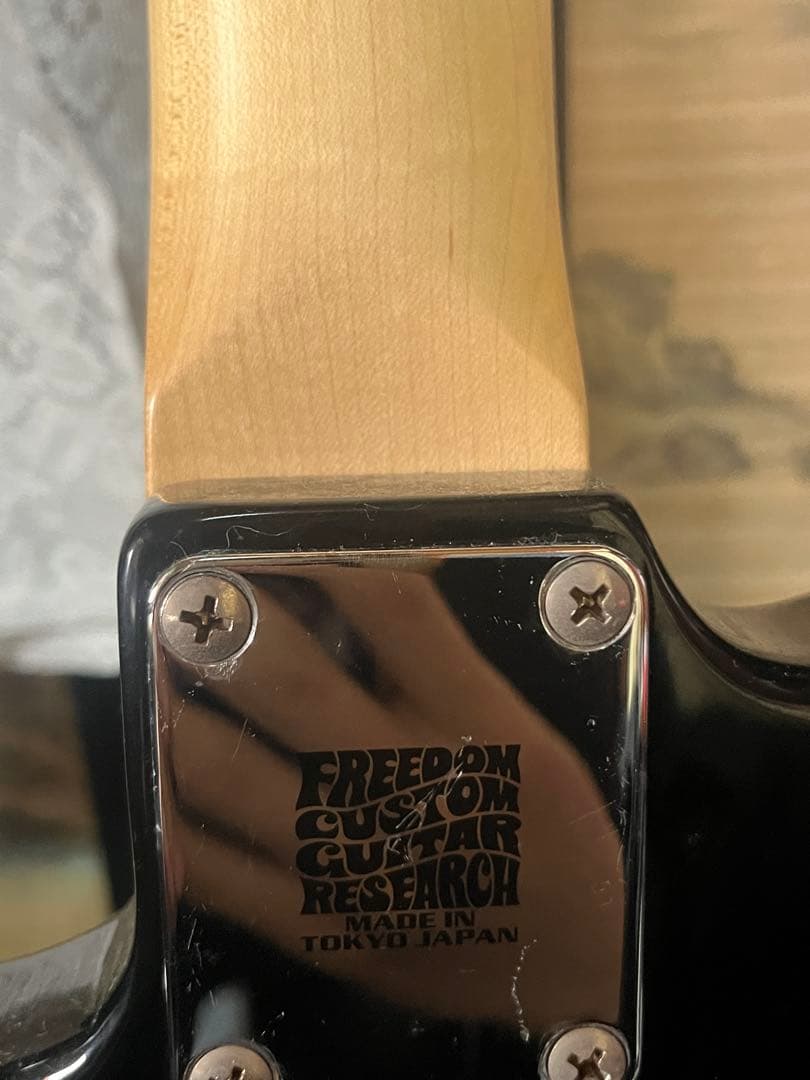 FREEDOM
CUSTOM
GUITAR
RESEARCH
MADE IN
TOKYO JAPAN